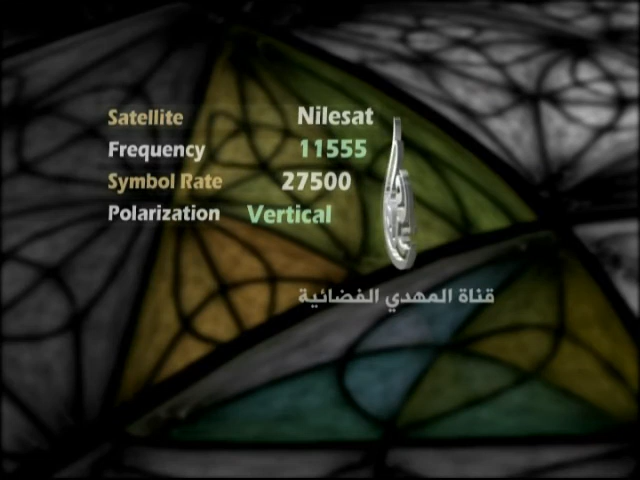 Satellite Nilesat
Frequency 11555
Symbol Rate 27500
Polarization Vertical
قناة المهدي الفضائية